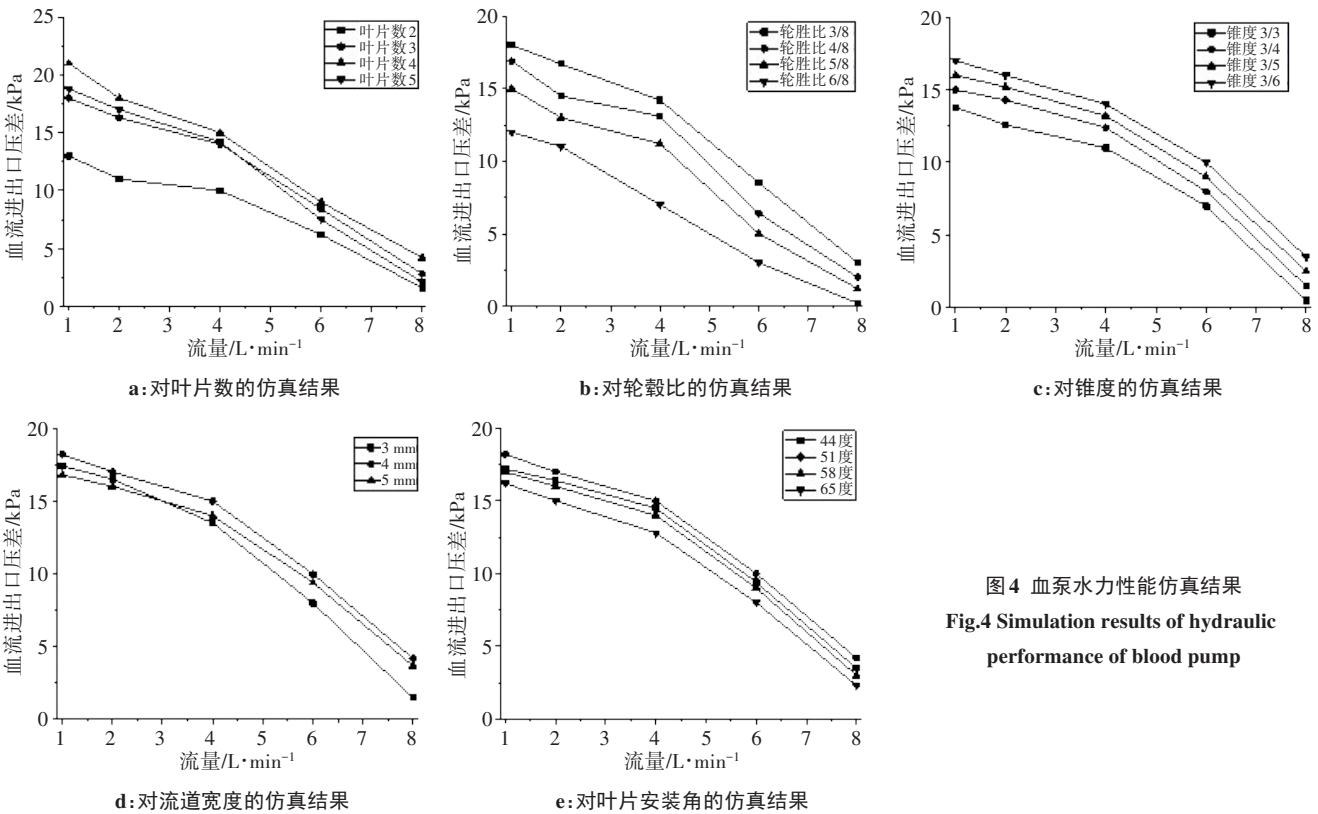 25
20
15
10
5
0
血流进出口压差/kPa
叶片数2
叶片数3
叶片数4
叶片数5
1 2 3 4 5 6 7 8
流量/L·min⁻¹
a:对叶片数的仿真结果
20
15
10
5
0
血流进出口压差/kPa
轮胜比3/8
轮胜比4/8
轮胜比5/8
轮胜比6/8
1 2 3 4 5 6 7 8
流量/L·min⁻¹
b:对轮毂比的仿真结果
20
15
10
5
0
血流进出口压差/kPa
锥度3/3
锥度3/4
锥度3/5
锥度3/6
1 2 3 4 5 6 7 8
流量/L·min⁻¹
c:对锥度的仿真结果
20
15
10
5
0
血流进出口压差/kPa
3 mm
4 mm
5 mm
1 2 3 4 5 6 7 8
流量/L·min⁻¹
d:对流道宽度的仿真结果
20
15
10
5
0
血流进出口压差/kPa
44度
51度
58度
65度
1 2 3 4 5 6 7 8
流量/L·min⁻¹
e:对叶片安装角的仿真结果
图4 血泵水力性能仿真结果
Fig.4 Simulation results of hydraulic
performance of blood pump